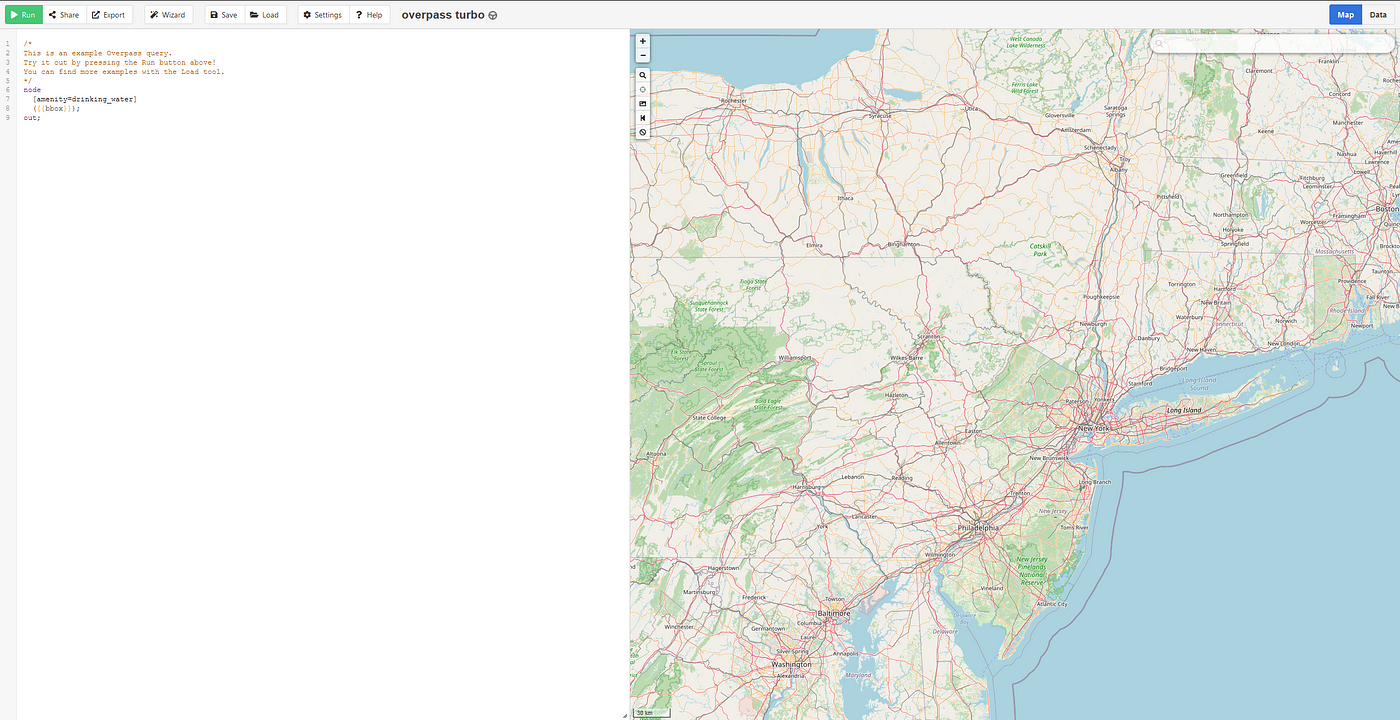 Run Share Export Wizard Save Load Settings Help overpass turbo Map Data
1 /*
2 This is an example Overpass query.
3 Try it out by pressing the Run button above!
4 You can find more examples with the Load tool.
5 */
6 node
7 [amenity=drinking_water]
8 ({{bbox}});
9 out;
+
−
West Canada
Lake Wilderness
Ferris Lake
Wild Forest
Franklin
Claremont
Concord
Rochester
Syracuse
Utica
Gloversville
Saratoga
Springs
Amsterdam
Manchester
Keene
Schenectady
Troy
Albany
Nashua
Haverhill
Lawrence
Lowell
Greenfield
Fitchburg
Leominster
Ithaca
Pittsfield
Northampton
Holyoke
Springfield
Worcester
Framingham
Boston
Elmira
Binghamton
Catskill
Park
Massachusetts
Tioga State
Forest
Susquehannock
State Forest
Poughkeepsie
Torrington
Hartford
New Britain
Providence
Taunton
Fall River
Waterbury
Connecticut
Norwich
Rhode Island
Newport
Newburgh
Danbury
Scranton
Wilkes-Barre
Williamsport
Elk State
Forest
Sproul
State Forest
New Haven
New London
Bridgeport
Stamford
Long Island
Sound
Hazleton
Bald Eagle
State Forest
State College
Paterson
Yonkers
Long Island
New York
Easton
Allentown
Altoona
New Brunswick
Harrisburg
Lebanon
Reading
Long Branch
Trenton
New Jersey
Lancaster
York
Philadelphia
Toms River
Wilmington
Hagerstown
New Jersey
Pinelands
National
Reserve
Martinsburg
Frederick
Towson
Vineland
Atlantic City
Baltimore
Columbia
Delaware
Bay
Winchester
Germantown
Laurel
Delaware
Silver Spring
Annapolis
Washington
Alexandria
Maryland
30 km